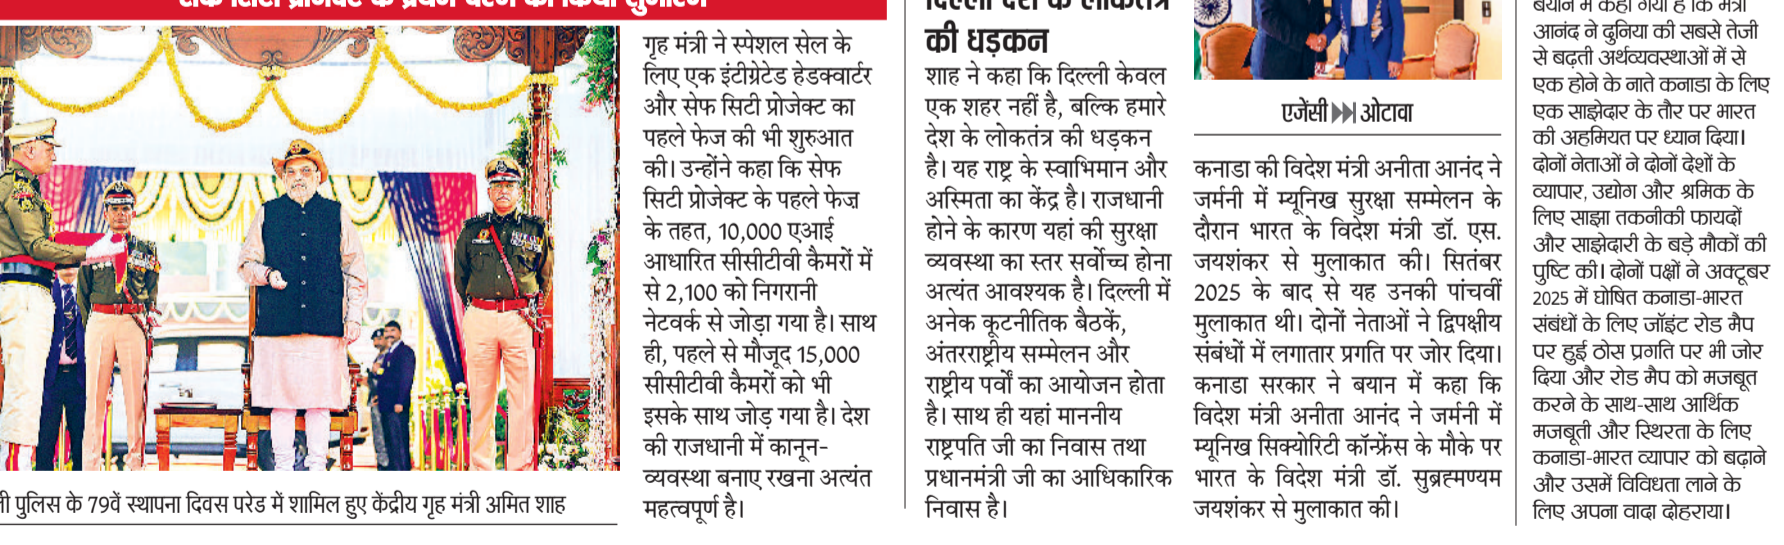 सेफ सिटी प्रोजेक्ट के प्रथम चरण का किया शुभारंभ
ली पुलिस के 79वें स्थापना दिवस परेड में शामिल हुए केंद्रीय गृह मंत्री अमित शाह
गृह मंत्री ने स्पेशल सेल के
लिए एक इंटीग्रेटेड हेडक्वार्टर
और सेफ सिटी प्रोजेक्ट का
पहले फेज की भी शुरुआत
की। उन्होंने कहा कि सेफ
सिटी प्रोजेक्ट के पहले फेज
के तहत, 10,000 एआई
आधारित सीसीटीवी कैमरों में
से 2,100 को निगरानी
नेटवर्क से जोड़ा गया है। साथ
ही, पहले से मौजूद 15,000
सीसीटीवी कैमरों को भी
इसके साथ जोड़ गया है। देश
की राजधानी में कानून-
व्यवस्था बनाए रखना अत्यंत
महत्वपूर्ण है।
दिल्ली देश के लोकतंत्र
की धड़कन
शाह ने कहा कि दिल्ली केवल
एक शहर नहीं है, बल्कि हमारे
देश के लोकतंत्र की धड़कन
है। यह राष्ट्र के स्वाभिमान और
अस्मिता का केंद्र है। राजधानी
होने के कारण यहां की सुरक्षा
व्यवस्था का स्तर सर्वोच्च होना
अत्यंत आवश्यक है। दिल्ली में
अनेक कूटनीतिक बैठकें,
अंतरराष्ट्रीय सम्मेलन और
राष्ट्रीय पर्वों का आयोजन होता
है। साथ ही यहां माननीय
राष्ट्रपति जी का निवास तथा
प्रधानमंत्री जी का आधिकारिक
निवास है।
एजेंसी ओटावा
कनाडा की विदेश मंत्री अनीता आनंद ने
जर्मनी में म्यूनिख सुरक्षा सम्मेलन के
दौरान भारत के विदेश मंत्री डॉ. एस.
जयशंकर से मुलाकात की। सितंबर
2025 के बाद से यह उनकी पांचवीं
मुलाकात थी। दोनों नेताओं ने द्विपक्षीय
संबंधों में लगातार प्रगति पर जोर दिया।
कनाडा सरकार ने बयान में कहा कि
विदेश मंत्री अनीता आनंद ने जर्मनी में
म्यूनिख सिक्योरिटी कॉन्फ्रेंस के मौके पर
भारत के विदेश मंत्री डॉ. सुब्रह्मण्यम
जयशंकर से मुलाकात की।
बयान में कहा गया है कि मंत्री
आनंद ने दुनिया की सबसे तेजी
से बढ़ती अर्थव्यवस्थाओं में से
एक होने के नाते कनाडा के लिए
एक साझेदार के तौर पर भारत
की अहमियत पर ध्यान दिया।
दोनों नेताओं ने दोनों देशों के
व्यापार, उद्योग और श्रमिक के
लिए साझा तकनीकी फायदों
और साझेदारी के बड़े मौकों की
पुष्टि की। दोनों पक्षों ने अक्टूबर
2025 में घोषित कनाडा-भारत
संबंधों के लिए जॉइंट रोड मैप
पर हुई ठोस प्रगति पर भी जोर
दिया और रोड मैप को मजबूत
करने के साथ-साथ आर्थिक
मजबूती और स्थिरता के लिए
कनाडा-भारत व्यापार को बढ़ाने
और उसमें विविधता लाने के
लिए अपना वादा दोहराया।